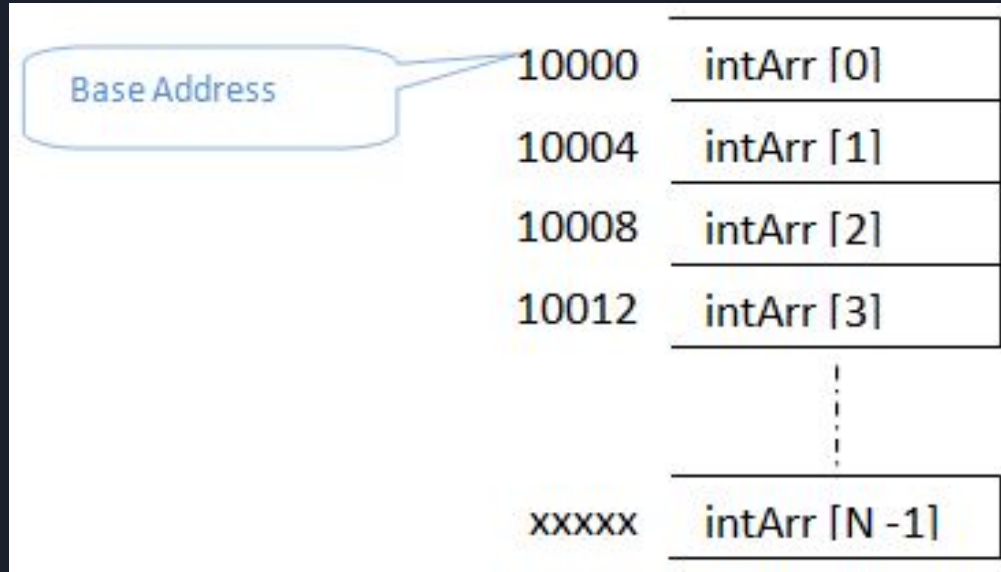 Base Address
10000 intArr [0]
10004 intArr [1]
10008 intArr [2]
10012 intArr [3]
xxxxx intArr [N -1]